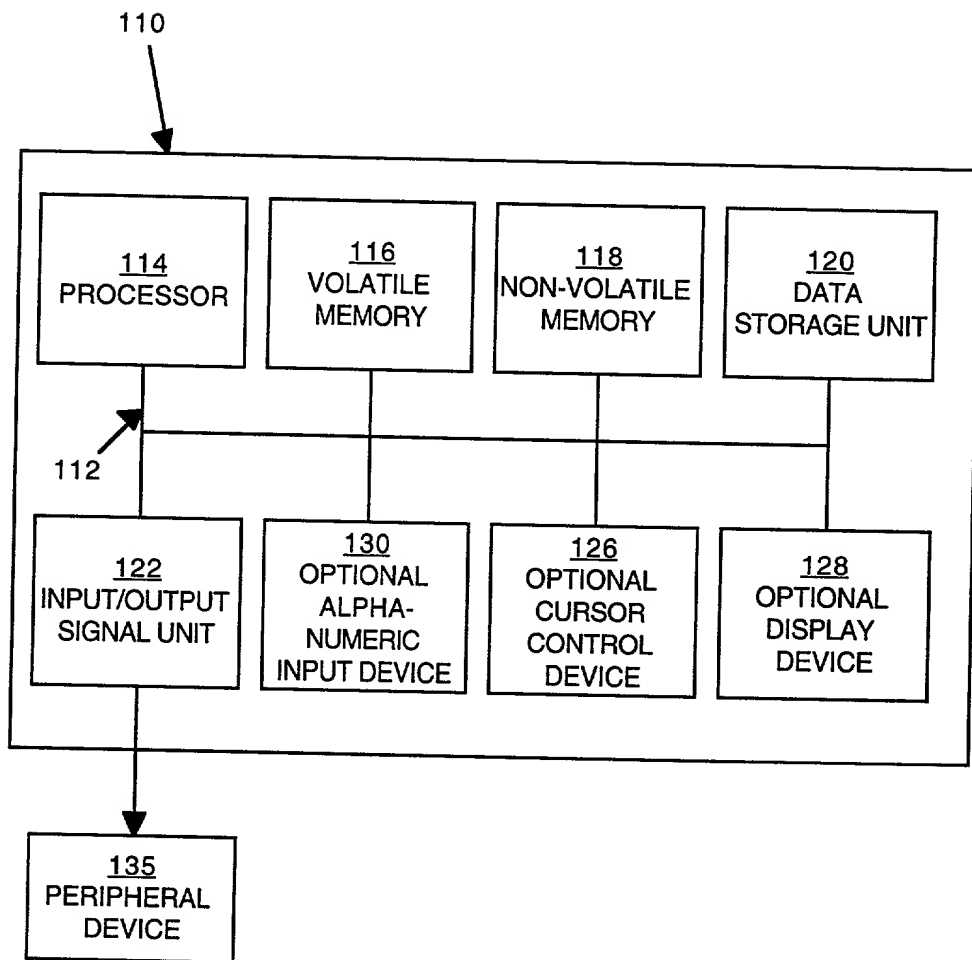 110
114
PROCESSOR
116
VOLATILE
MEMORY
118
NON-VOLATILE
MEMORY
120
DATA
STORAGE UNIT
112
122
INPUT/OUTPUT
SIGNAL UNIT
130
OPTIONAL
ALPHA-
NUMERIC
INPUT DEVICE
126
OPTIONAL
CURSOR
CONTROL
DEVICE
128
OPTIONAL
DISPLAY
DEVICE
135
PERIPHERAL
DEVICE